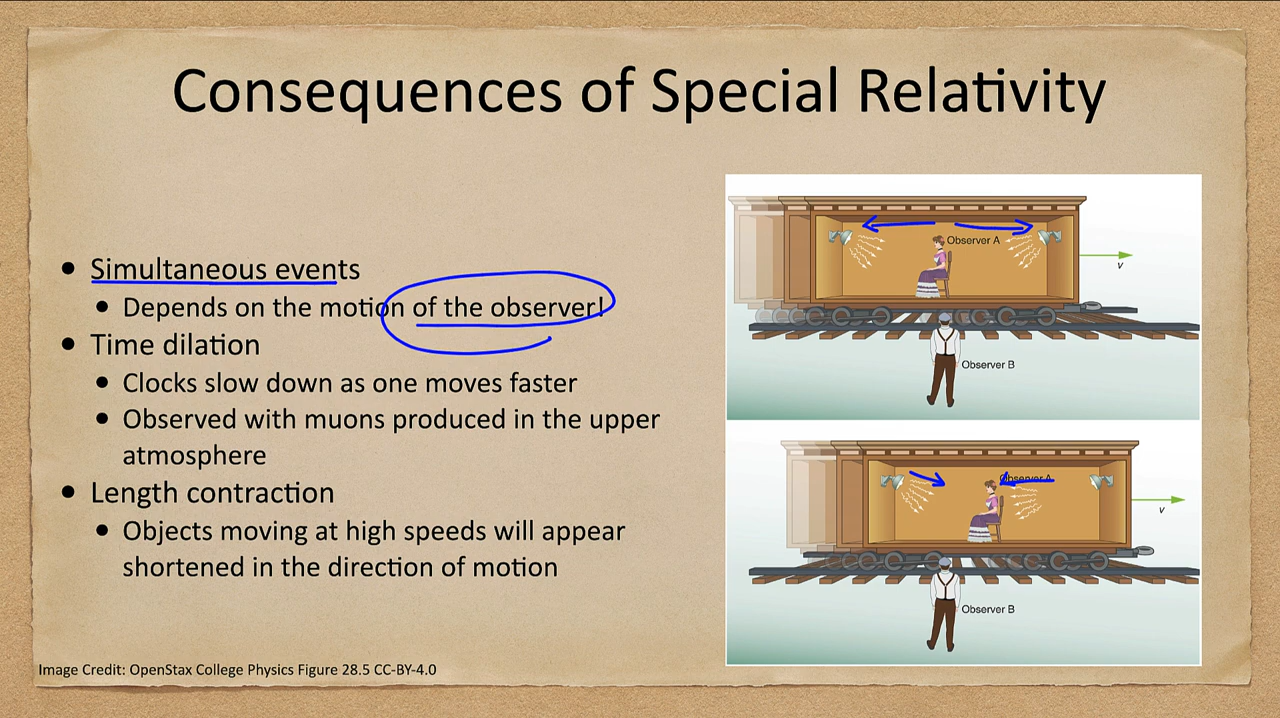 Consequences of Special Relativity
• Simultaneous events
• Depends on the motion of the observer!
• Time dilation
• Clocks slow down as one moves faster
• Observed with muons produced in the upper
atmosphere
• Length contraction
• Objects moving at high speeds will appear
shortened in the direction of motion
Observer A
v
Observer B
Observer A
v
Observer B
Image Credit: OpenStax College Physics Figure 28.5 CC-BY-4.0